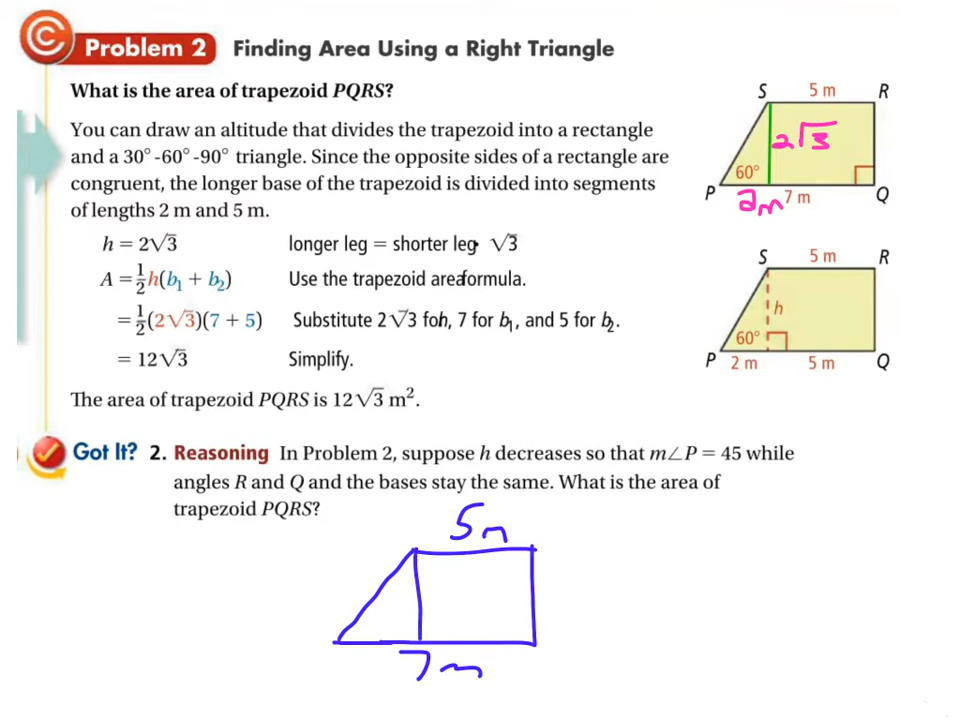 C
Problem 2 Finding Area Using a Right Triangle
What is the area of trapezoid PQRS?
You can draw an altitude that divides the trapezoid into a rectangle
and a 30°-60°-90° triangle. Since the opposite sides of a rectangle are
congruent, the longer base of the trapezoid is divided into segments
of lengths 2 m and 5 m.
h = 2√3 longer leg = shorter leg · √3
A = 1/2 h(b₁ + b₂) Use the trapezoid area formula.
= 1/2 (2√3)(7 + 5) Substitute 2√3 for h, 7 for b₁, and 5 for b₂.
= 12√3 Simplify.
The area of trapezoid PQRS is 12√3 m².
S 5 m R
2√3
60°
P 2m 7 m Q
S 5 m R
h
60°
P 2 m 5 m Q
Got It? 2. Reasoning In Problem 2, suppose h decreases so that m∠P = 45 while
angles R and Q and the bases stay the same. What is the area of
trapezoid PQRS?
5m
7m